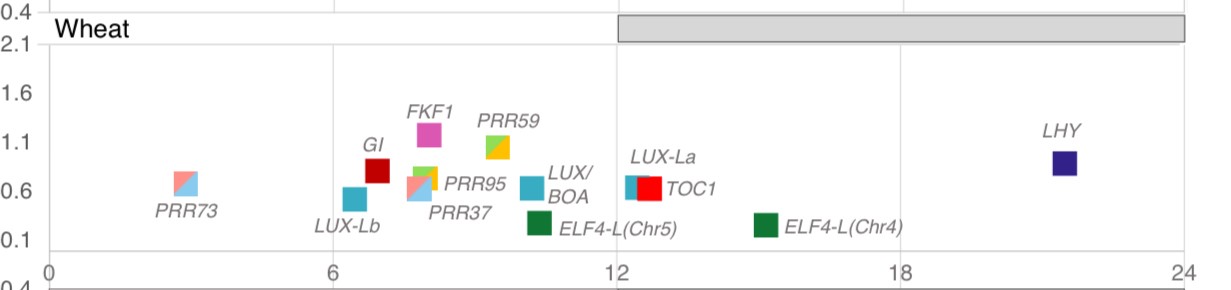 0.4
Wheat
2.1
1.6
FKF1
PRR59
LHY
1.1
GI
LUX-La
LUX/
BOA
0.6
PRR95
TOC1
PRR73
PRR37
LUX-Lb
ELF4-L(Chr5)
ELF4-L(Chr4)
0.1
0 6 12 18 24
0.4